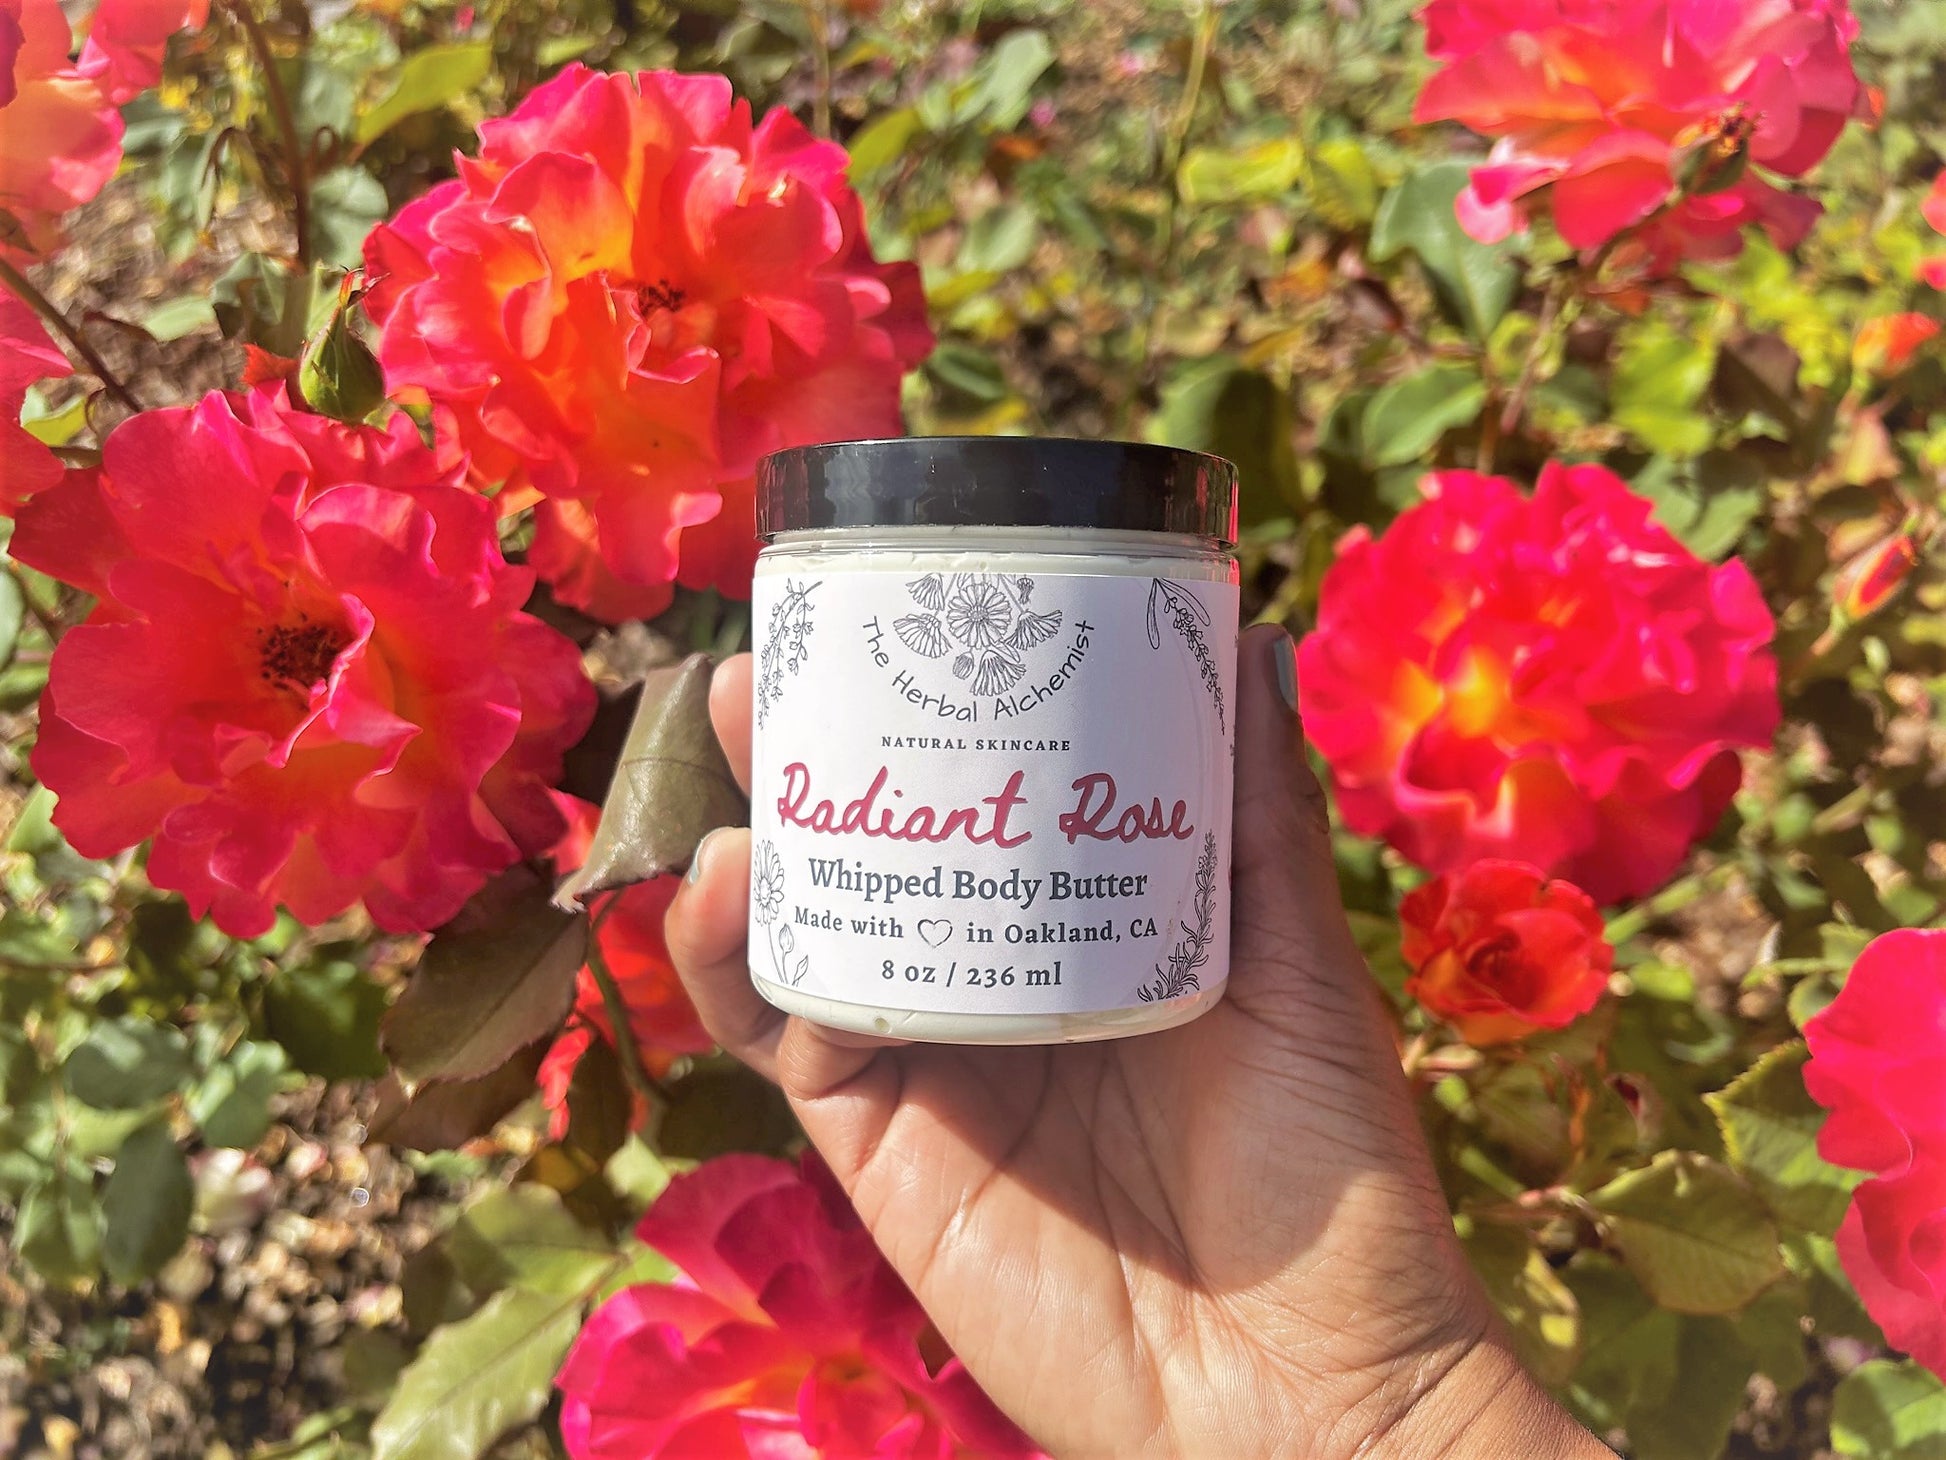 The Herbal Alchemist
NATURAL SKINCARE
Radiant Rose
Whipped Body Butter
Made with ♡ in Oakland, CA
8 oz / 236 ml